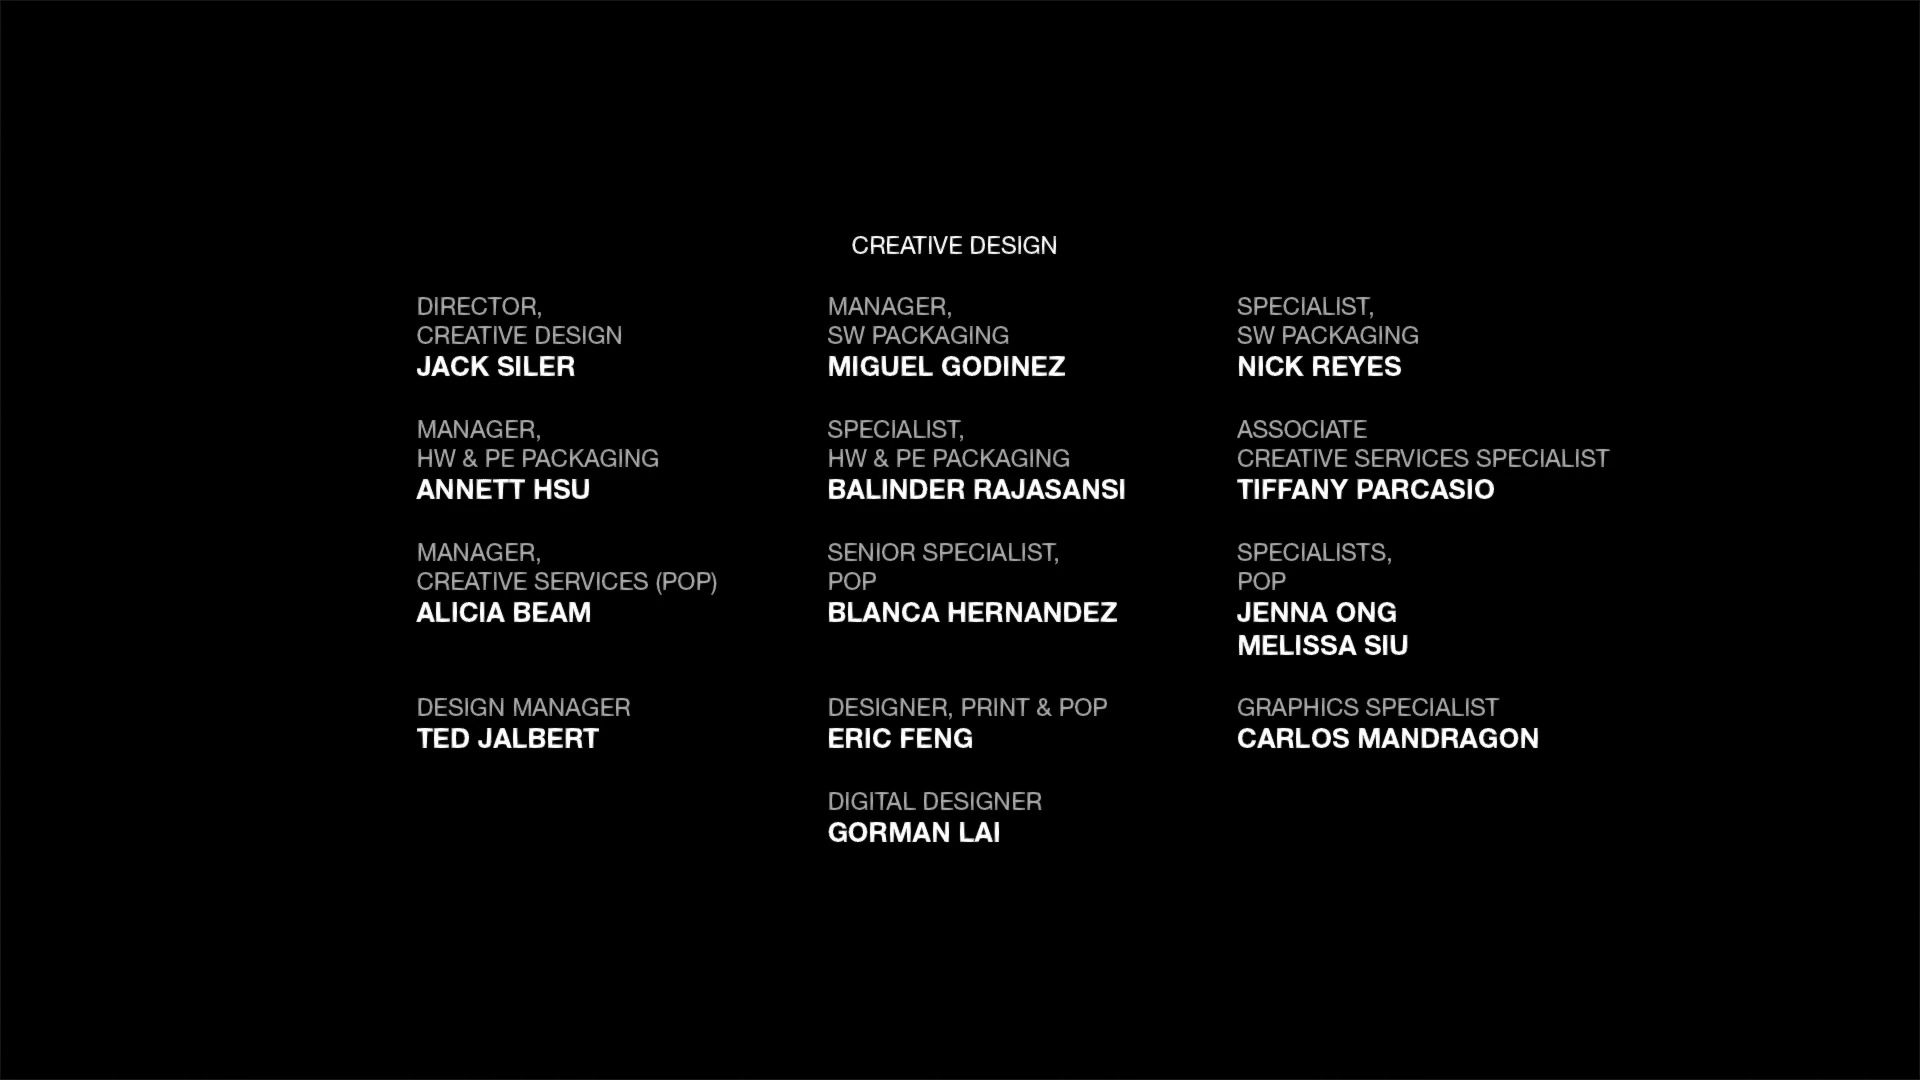 CREATIVE DESIGN
DIRECTOR,
CREATIVE DESIGN
JACK SILER
MANAGER,
SW PACKAGING
MIGUEL GODINEZ
SPECIALIST,
SW PACKAGING
NICK REYES
MANAGER,
HW & PE PACKAGING
ANNETT HSU
SPECIALIST,
HW & PE PACKAGING
BALINDER RAJASANSI
ASSOCIATE
CREATIVE SERVICES SPECIALIST
TIFFANY PARCASIO
MANAGER,
CREATIVE SERVICES (POP)
ALICIA BEAM
SENIOR SPECIALIST,
POP
BLANCA HERNANDEZ
SPECIALISTS,
POP
JENNA ONG
MELISSA SIU
DESIGN MANAGER
TED JALBERT
DESIGNER, PRINT & POP
ERIC FENG
GRAPHICS SPECIALIST
CARLOS MANDRAGON
DIGITAL DESIGNER
GORMAN LAI